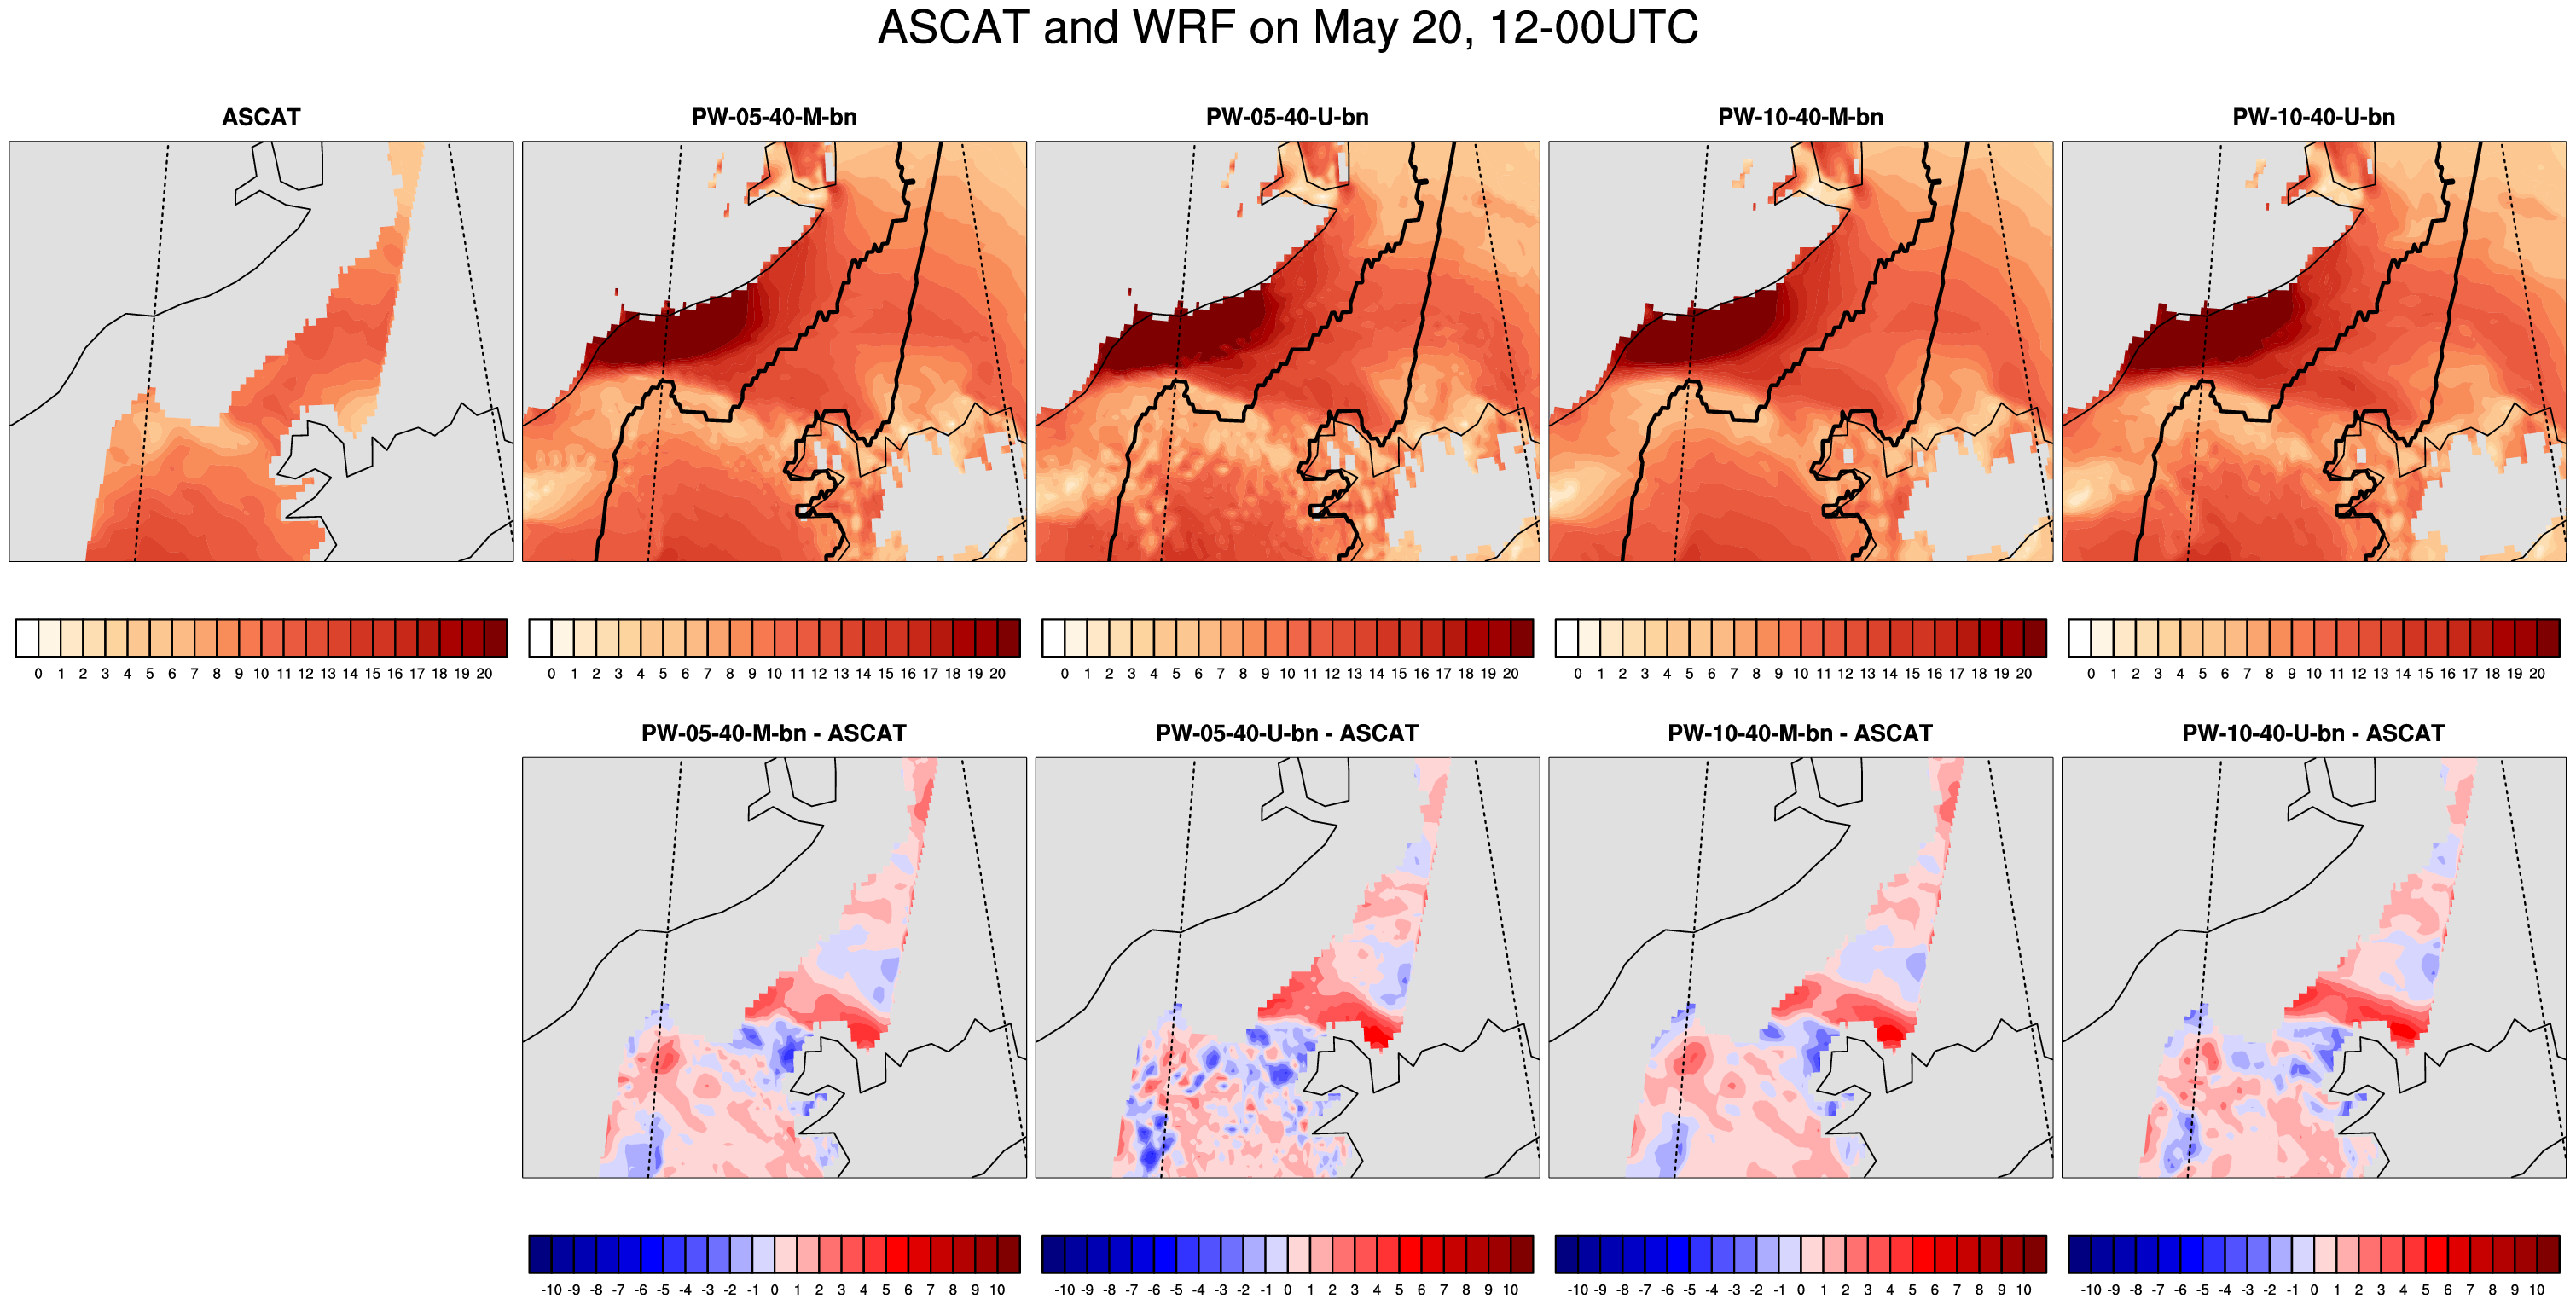 ASCAT and WRF on May 20, 12-00UTC
ASCAT
PW-05-40-M-bn
PW-05-40-U-bn
PW-10-40-M-bn
PW-10-40-U-bn
0 1 2 3 4 5 6 7 8 9 10 11 12 13 14 15 16 17 18 19 20
0 1 2 3 4 5 6 7 8 9 10 11 12 13 14 15 16 17 18 19 20
0 1 2 3 4 5 6 7 8 9 10 11 12 13 14 15 16 17 18 19 20
0 1 2 3 4 5 6 7 8 9 10 11 12 13 14 15 16 17 18 19 20
0 1 2 3 4 5 6 7 8 9 10 11 12 13 14 15 16 17 18 19 20
PW-05-40-M-bn - ASCAT
PW-05-40-U-bn - ASCAT
PW-10-40-M-bn - ASCAT
PW-10-40-U-bn - ASCAT
-10 -9 -8 -7 -6 -5 -4 -3 -2 -1 0 1 2 3 4 5 6 7 8 9 10
-10 -9 -8 -7 -6 -5 -4 -3 -2 -1 0 1 2 3 4 5 6 7 8 9 10
-10 -9 -8 -7 -6 -5 -4 -3 -2 -1 0 1 2 3 4 5 6 7 8 9 10
-10 -9 -8 -7 -6 -5 -4 -3 -2 -1 0 1 2 3 4 5 6 7 8 9 10